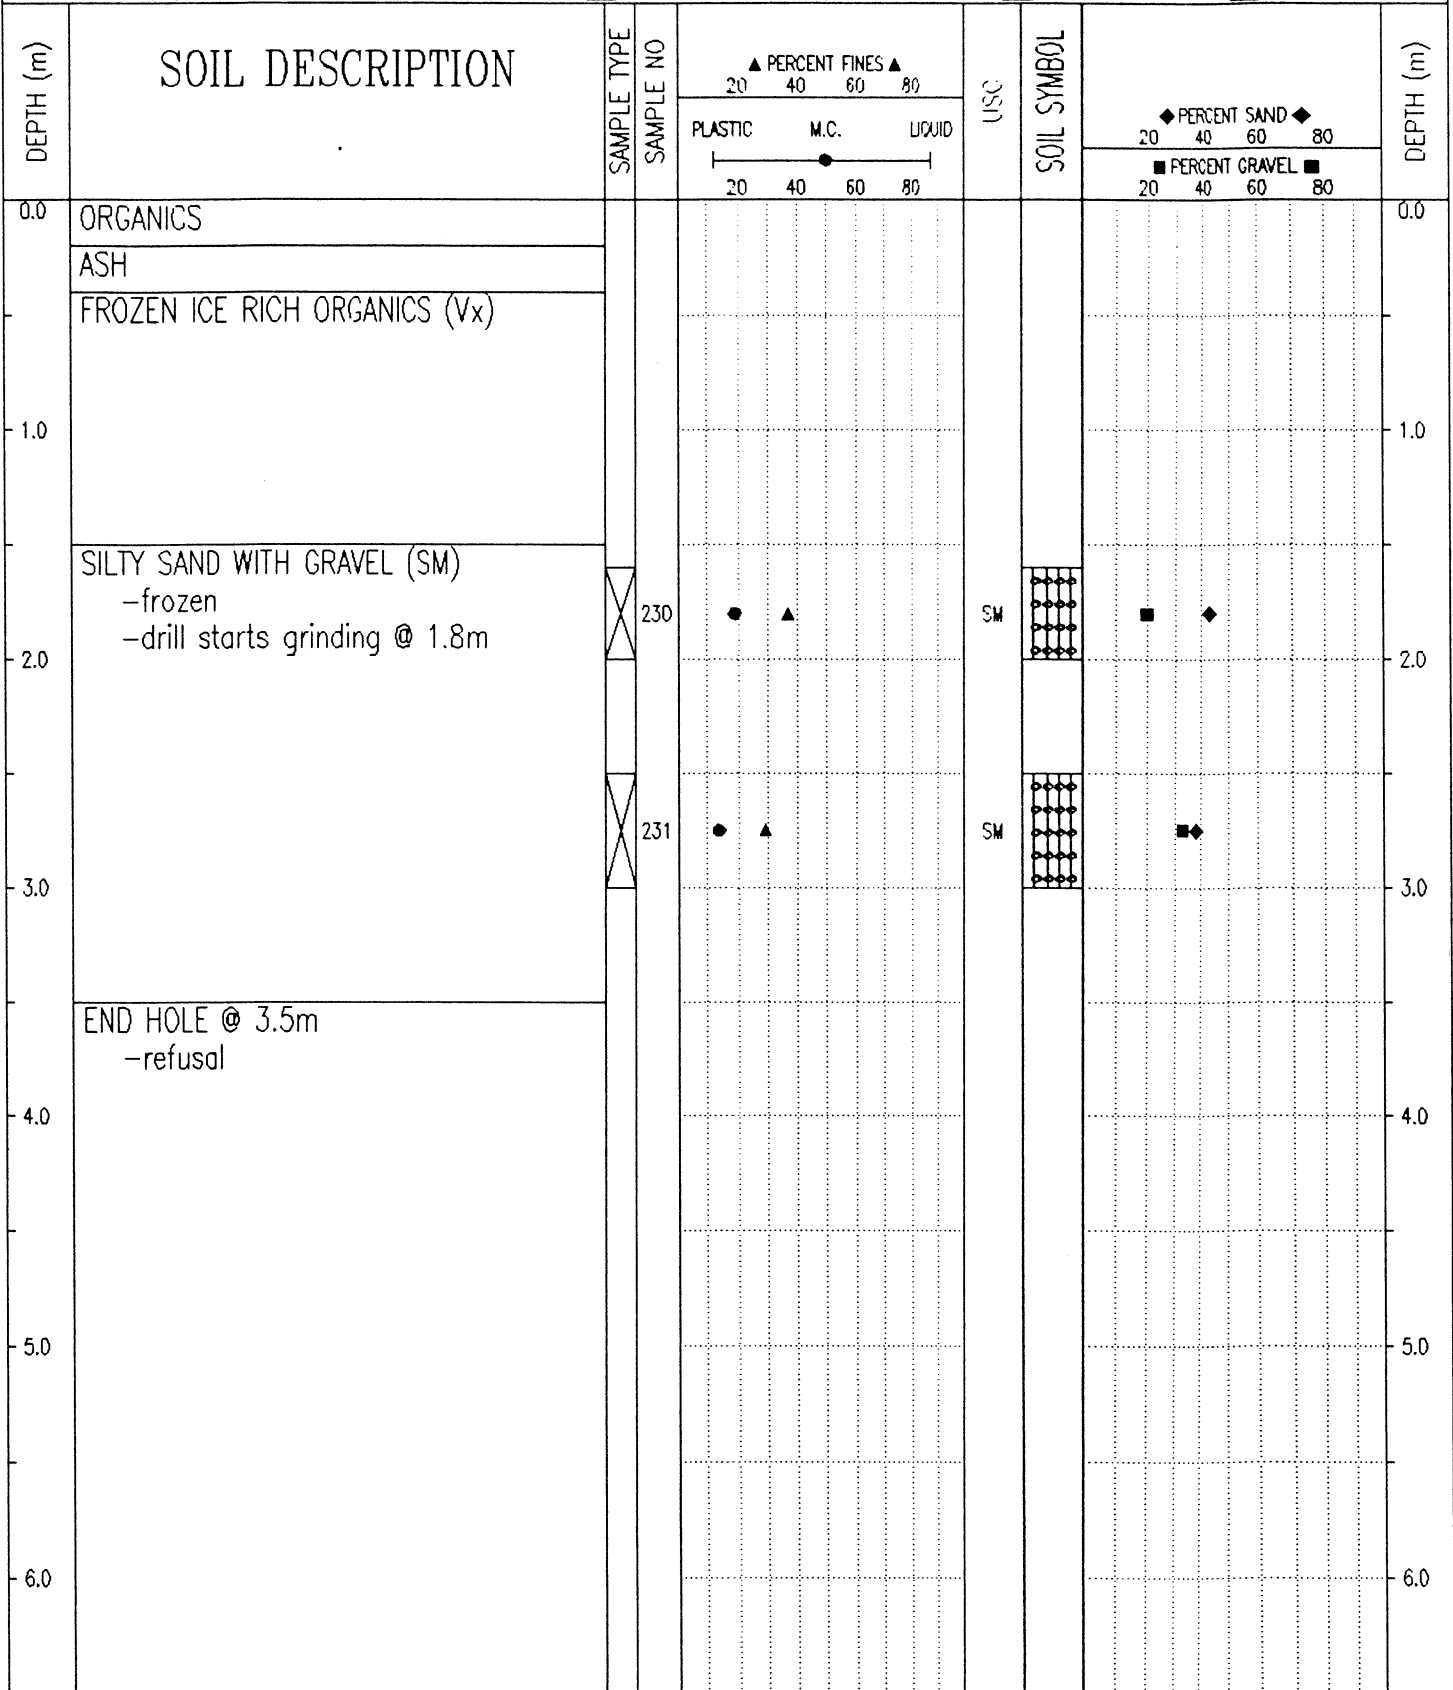 DEPTH (m)
SOIL DESCRIPTION
SAMPLE TYPE
SAMPLE NO
▲ PERCENT FINES ▲
20 40 60 80
PLASTIC M.C. LIQUID
20 40 60 80
USC
SOIL SYMBOL
◆ PERCENT SAND ◆
20 40 60 80
■ PERCENT GRAVEL ■
20 40 60 80
DEPTH (m)
0.0 ORGANICS 0.0
ASH
FROZEN ICE RICH ORGANICS (Vx)
1.0 1.0
SILTY SAND WITH GRAVEL (SM)
-frozen
230 SM
-drill starts grinding @ 1.8m
2.0 2.0
231 SM
3.0 3.0
END HOLE @ 3.5m
-refusal
4.0 4.0
5.0 5.0
6.0 6.0